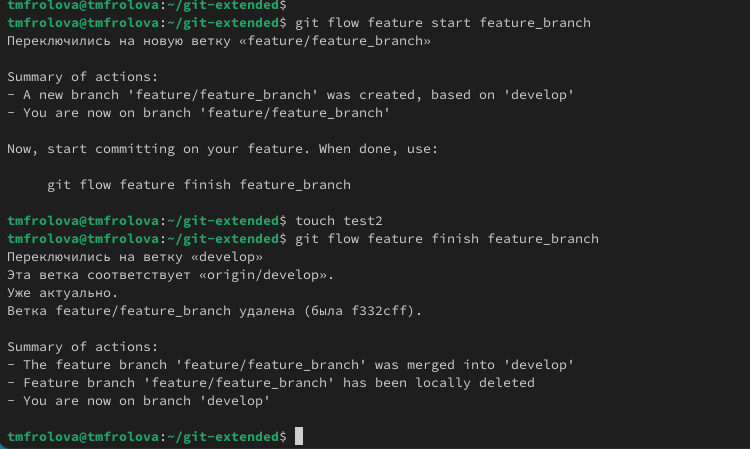 tmfrolova@tmfrolova:~/git-extended$
tmfrolova@tmfrolova:~/git-extended$ git flow feature start feature_branch
Переключились на новую ветку «feature/feature_branch»
Summary of actions:
- A new branch 'feature/feature_branch' was created, based on 'develop'
- You are now on branch 'feature/feature_branch'
Now, start committing on your feature. When done, use:
git flow feature finish feature_branch
tmfrolova@tmfrolova:~/git-extended$ touch test2
tmfrolova@tmfrolova:~/git-extended$ git flow feature finish feature_branch
Переключились на ветку «develop»
Эта ветка соответствует «origin/develop».
Уже актуально.
Ветка feature/feature_branch удалена (была f332cff).
Summary of actions:
- The feature branch 'feature/feature_branch' was merged into 'develop'
- Feature branch 'feature/feature_branch' has been locally deleted
- You are now on branch 'develop'
tmfrolova@tmfrolova:~/git-extended$